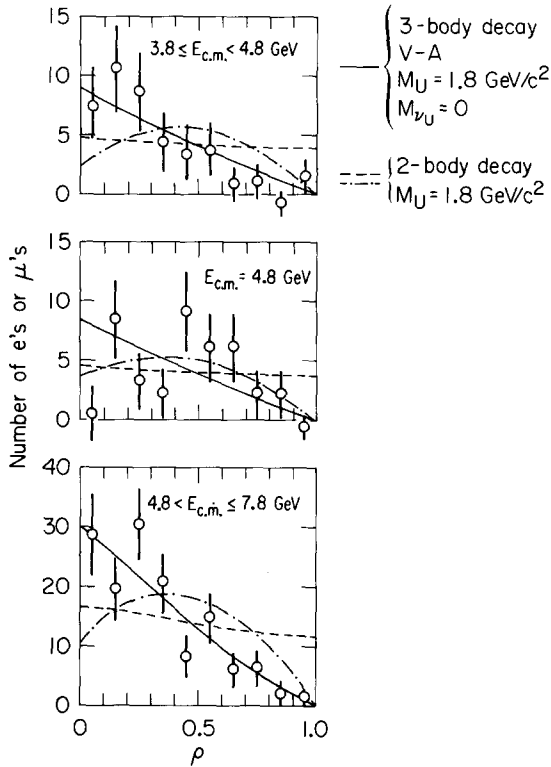 15
10
5
0
3.8 ≤ E_c.m. < 4.8 GeV
3-body decay
V-A
M_U = 1.8 GeV/c²
M_ν_U = 0
2-body decay
M_U = 1.8 GeV/c²
Number of e's or μ's
15
10
5
0
E_c.m. = 4.8 GeV
40
30
20
10
0
4.8 < E_c.m. ≤ 7.8 GeV
0 0.5 1.0
ρ